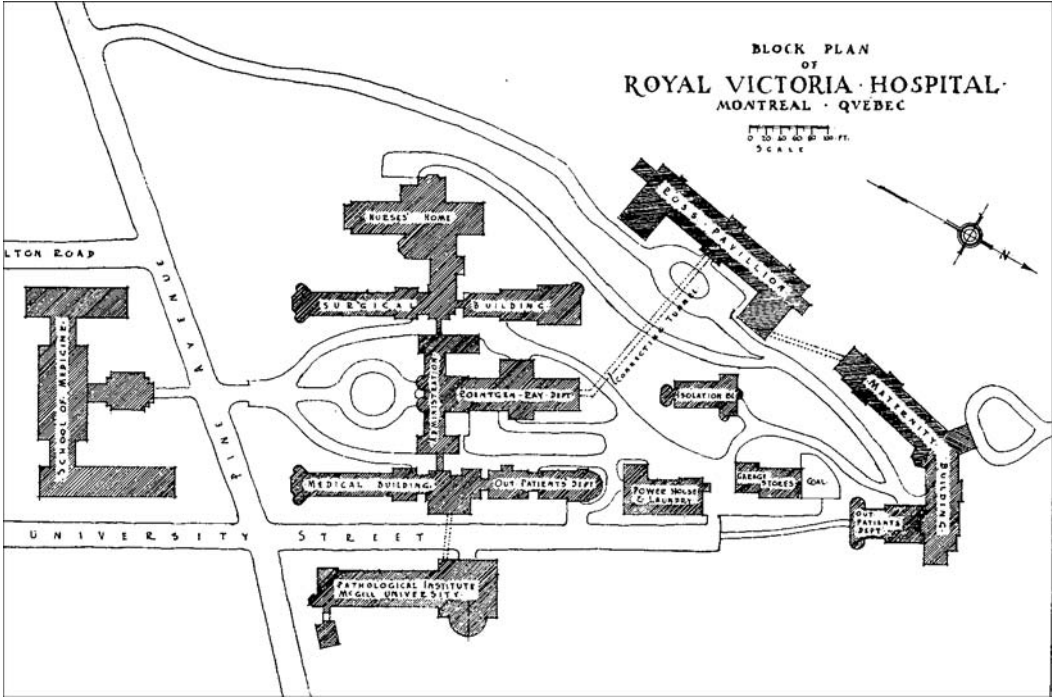 BLOCK PLAN
OF
ROYAL VICTORIA · HOSPITAL ·
MONTREAL · QVEBEC
0 20 40 60 80 100 FT.
SCALE
ROSS · PAVILLION
N
NURSES' HOME
LTON ROAD
PINE AVENUE
SURGICAL BUILDING
CONNECTING TUNNEL
SCHOOL OF MEDICINE.
ADMINISTRATION
ROENTGEN-RAY DEPT
ISOLATION
MATERNITY BUILDING.
MEDICAL BUILDING.
OUT PATIENTS DEPT
POWER HOUSE
& LAUNDRY
GARAGE
STORES
COAL
OUT
PATIENTS
DEPT.
UNIVERSITY STREET
PATHOLOGICAL INSTITUTE
MCGILL UNIVERSITY.